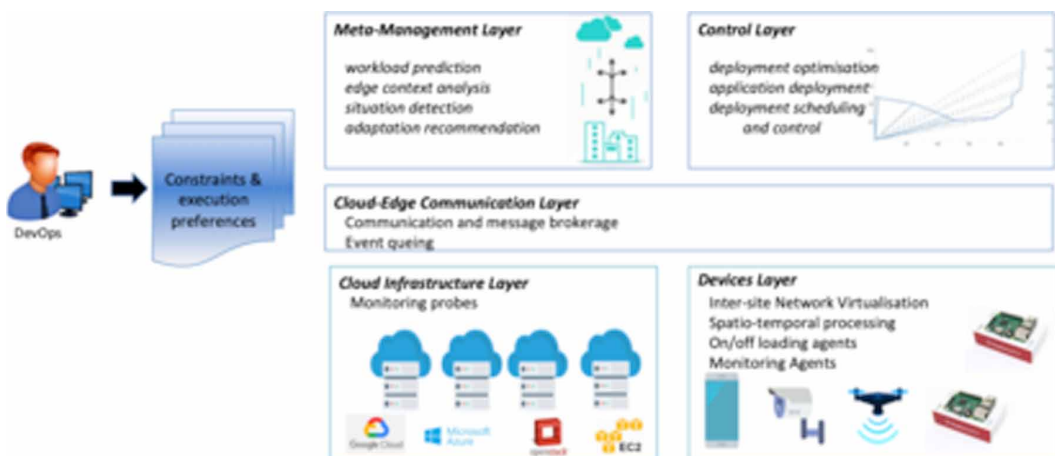 DevOps
Constraints &
execution
preferences
Meta-Management Layer
workload prediction
edge context analysis
situation detection
adaptation recommendation
Control Layer
deployment optimisation
application deployment
deployment scheduling
and control
Cloud-Edge Communication Layer
Communication and message brokerage
Event queing
Cloud Infrastructure Layer
Monitoring probes
Google Cloud
Microsoft
Azure
openstack
EC2
Devices Layer
Inter-site Network Virtualisation
Spatio-temporal processing
On/off loading agents
Monitoring Agents